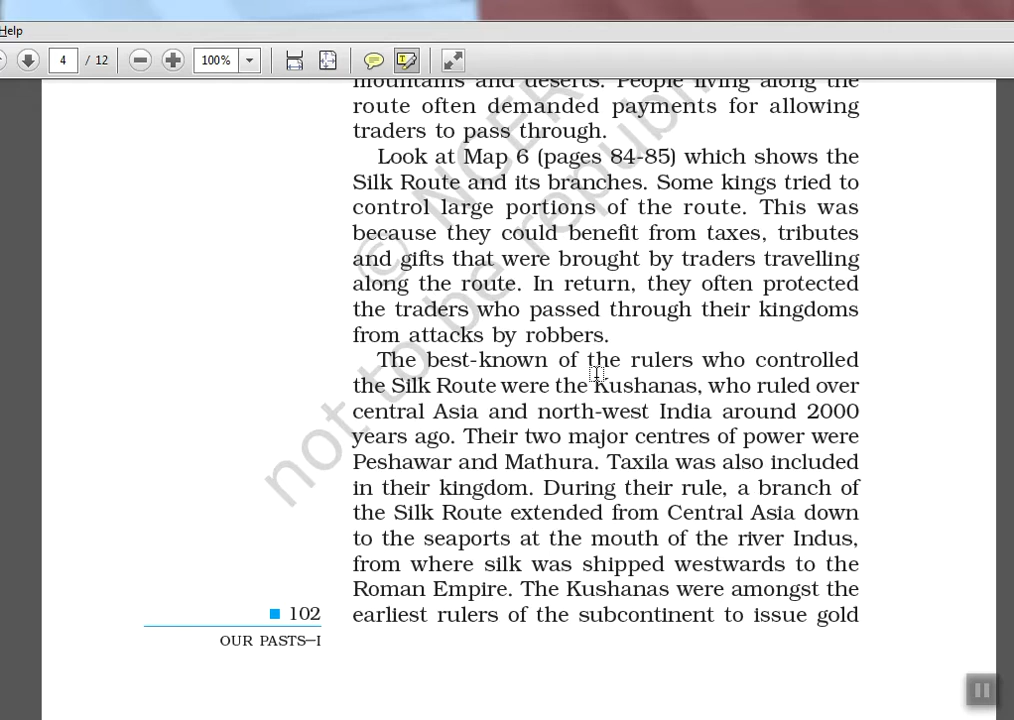 Help
4 / 12
100%
mountains and deserts. People living along the
route often demanded payments for allowing
traders to pass through.
Look at Map 6 (pages 84-85) which shows the
Silk Route and its branches. Some kings tried to
control large portions of the route. This was
because they could benefit from taxes, tributes
and gifts that were brought by traders travelling
along the route. In return, they often protected
the traders who passed through their kingdoms
from attacks by robbers.
The best-known of the rulers who controlled
the Silk Route were the Kushanas, who ruled over
central Asia and north-west India around 2000
years ago. Their two major centres of power were
Peshawar and Mathura. Taxila was also included
in their kingdom. During their rule, a branch of
the Silk Route extended from Central Asia down
to the seaports at the mouth of the river Indus,
from where silk was shipped westwards to the
Roman Empire. The Kushanas were amongst the
earliest rulers of the subcontinent to issue gold
102
OUR PASTS–I
© NCER
not to be republi